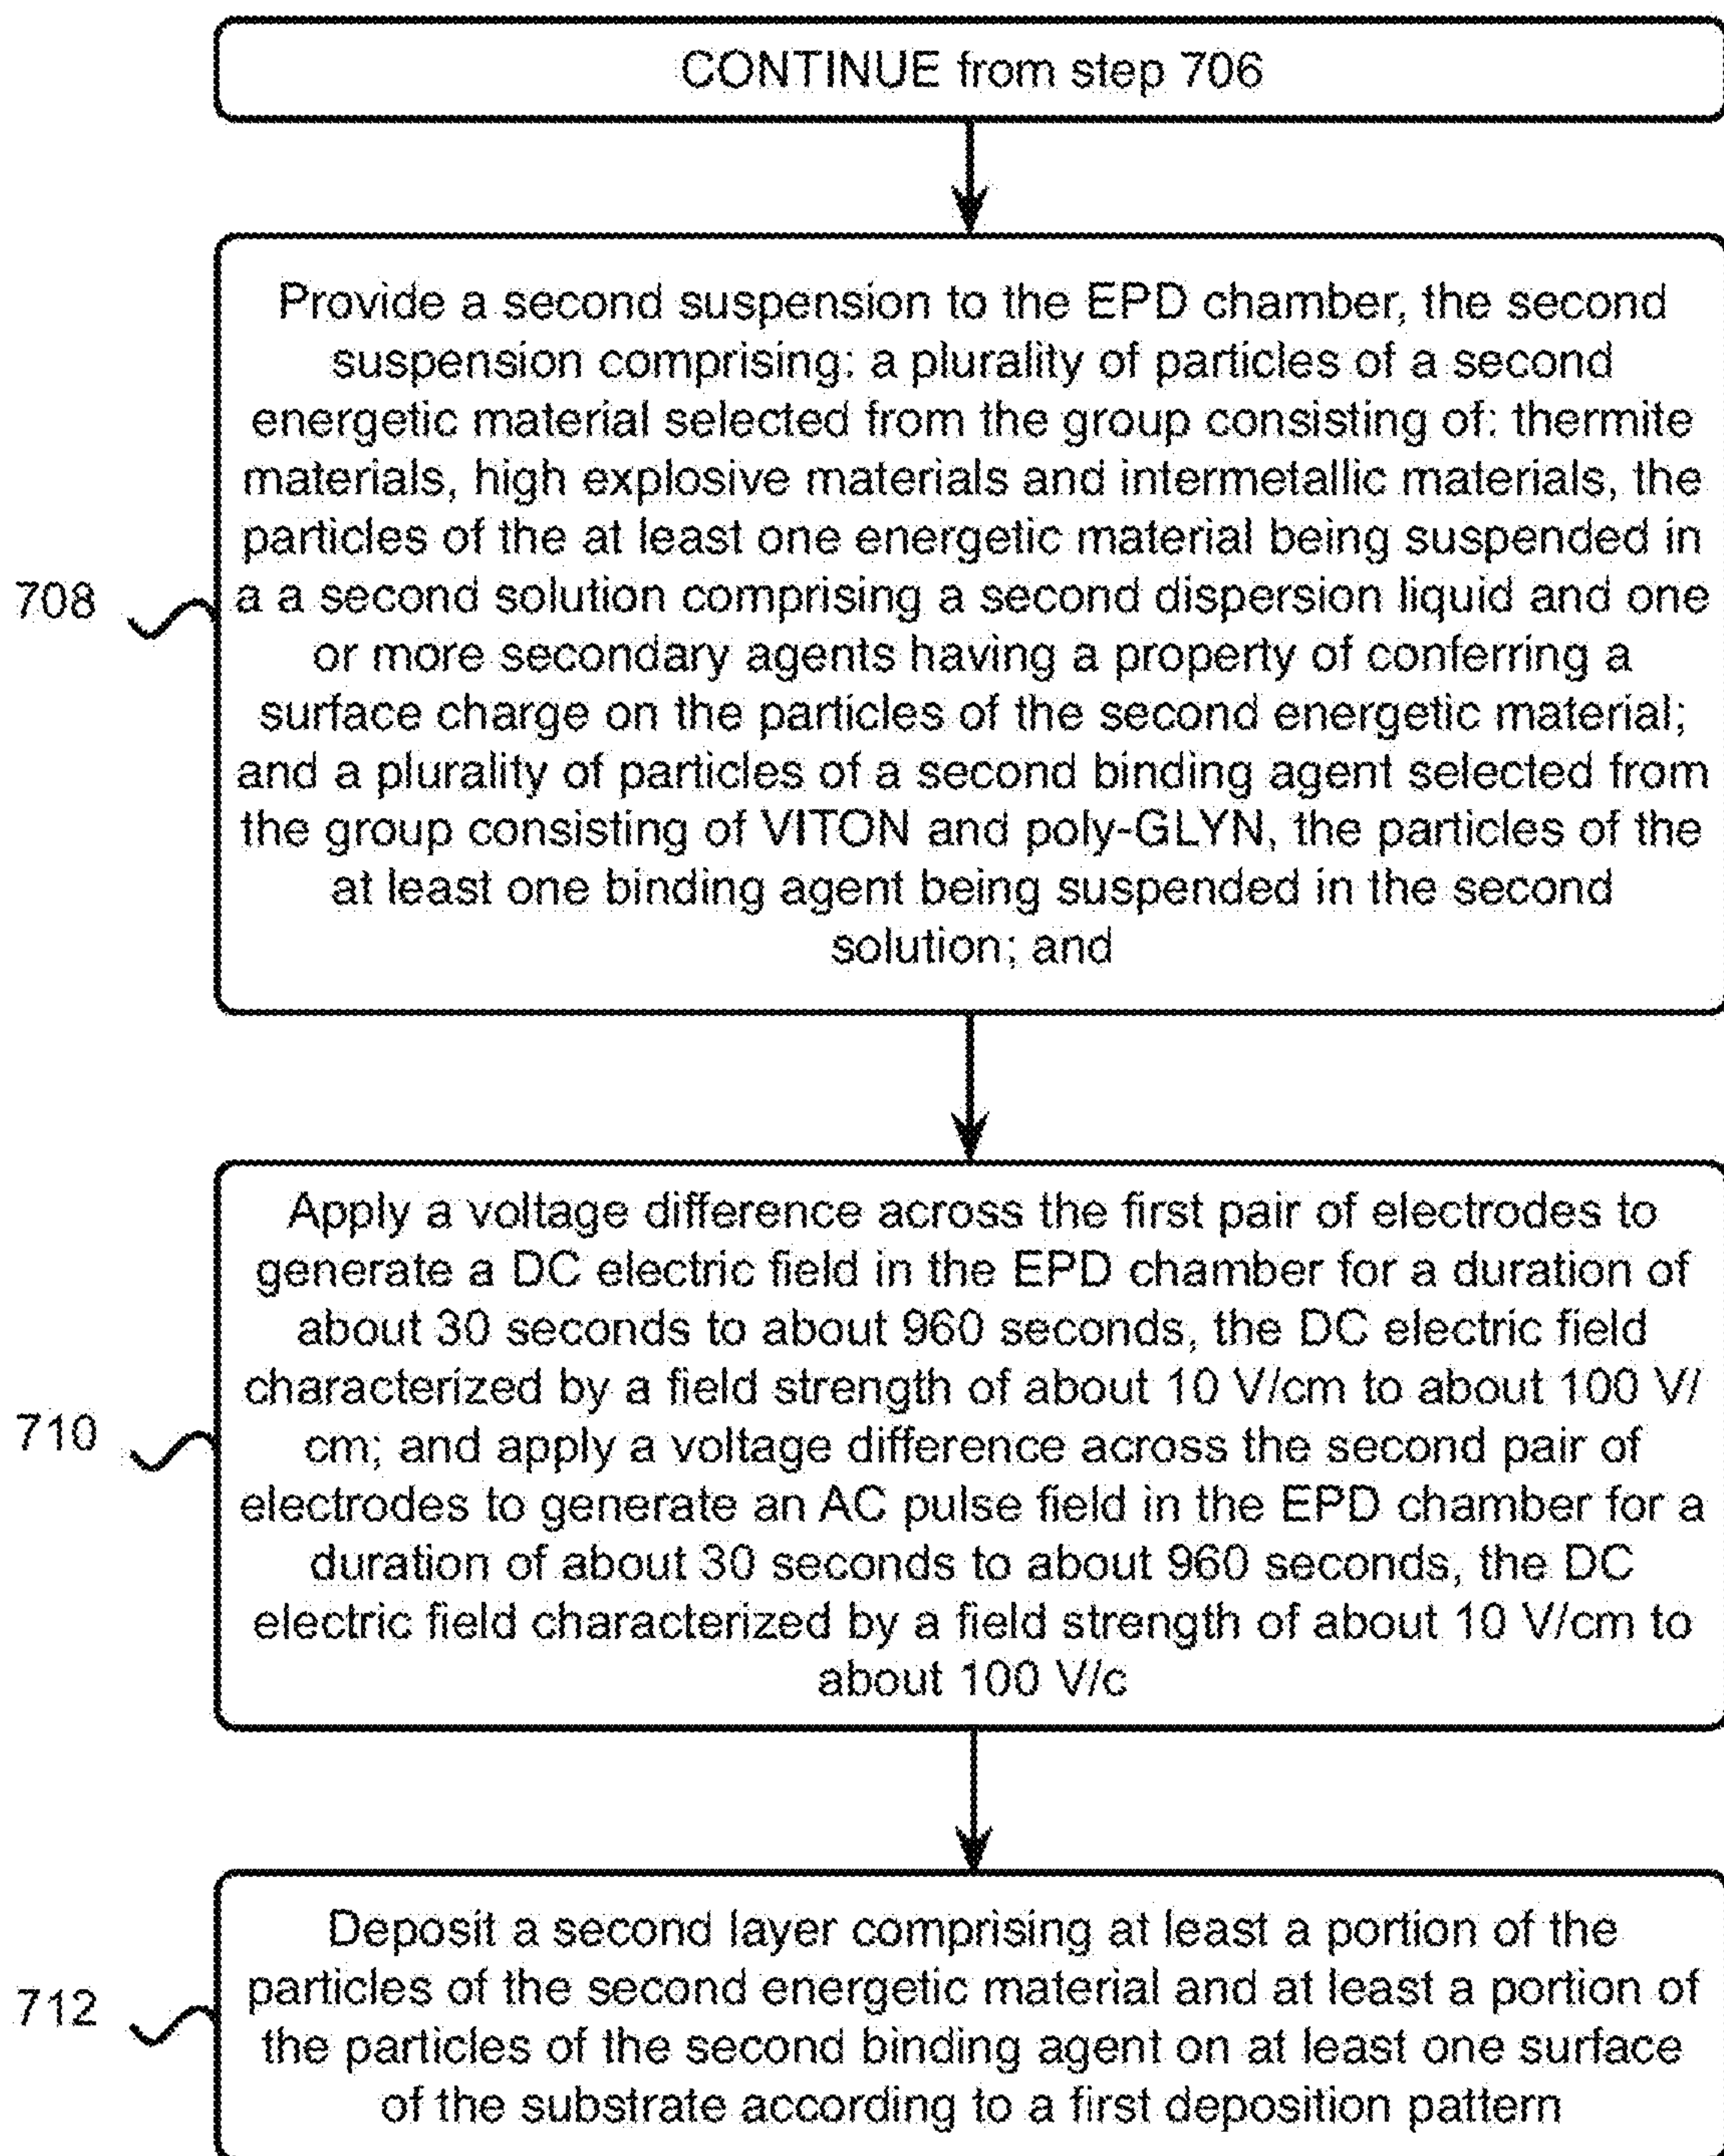 CONTINUE from step 706
Provide a second suspension to the EPD chamber, the second
suspension comprising: a plurality of particles of a second
energetic material selected from the group consisting of: thermite
materials, high explosive materials and intermetallic materials, the
particles of the at least one energetic material being suspended in
708 a a second solution comprising a second dispersion liquid and one
or more secondary agents having a property of conferring a
surface charge on the particles of the second energetic material;
and a plurality of particles of a second binding agent selected from
the group consisting of VITON and poly-GLYN, the particles of the
at least one binding agent being suspended in the second
solution; and
Apply a voltage difference across the first pair of electrodes to
generate a DC electric field in the EPD chamber for a duration of
about 30 seconds to about 960 seconds, the DC electric field
characterized by a field strength of about 10 V/cm to about 100 V/
710 cm; and apply a voltage difference across the second pair of
electrodes to generate an AC pulse field in the EPD chamber for a
duration of about 30 seconds to about 960 seconds, the DC
electric field characterized by a field strength of about 10 V/cm to
about 100 V/c
Deposit a second layer comprising at least a portion of the
712 particles of the second energetic material and at least a portion of
the particles of the second binding agent on at least one surface
of the substrate according to a first deposition pattern